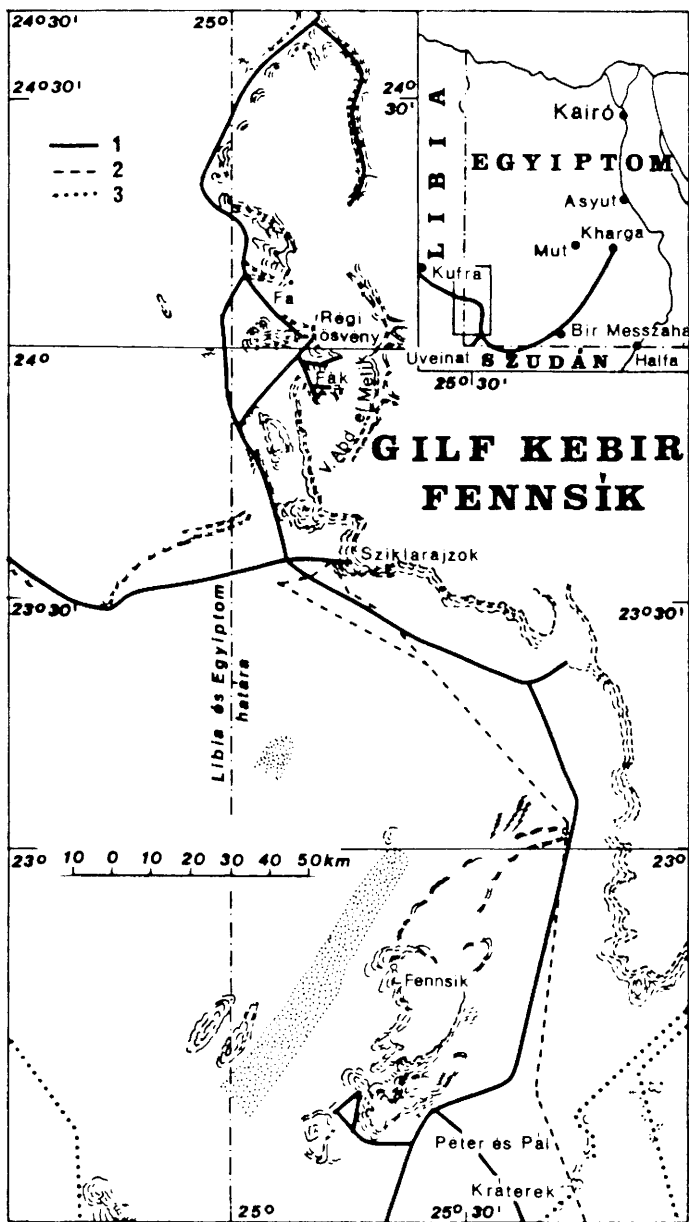 24°30'
25°
24°30'
24°
30'
1
2
3
Kairó
LIBIA
EGYIPTOM
Asyut
Kharga
Mut
Kufra
Bir Messzaha
Uveinat
SZUDÁN
Halfa
25°30'
Fa
Régi
ösvény
24°
Fák
V. Abd el Melik
GILF KEBIR
FENNSÍK
Sziklarajzok
23°30'
23°30'
Libia és Egyiptom
határa
23°
10 0 10 20 30 40 50km
23°
Fennsik
Péter és Pál
Kráterek
25°
25°30'